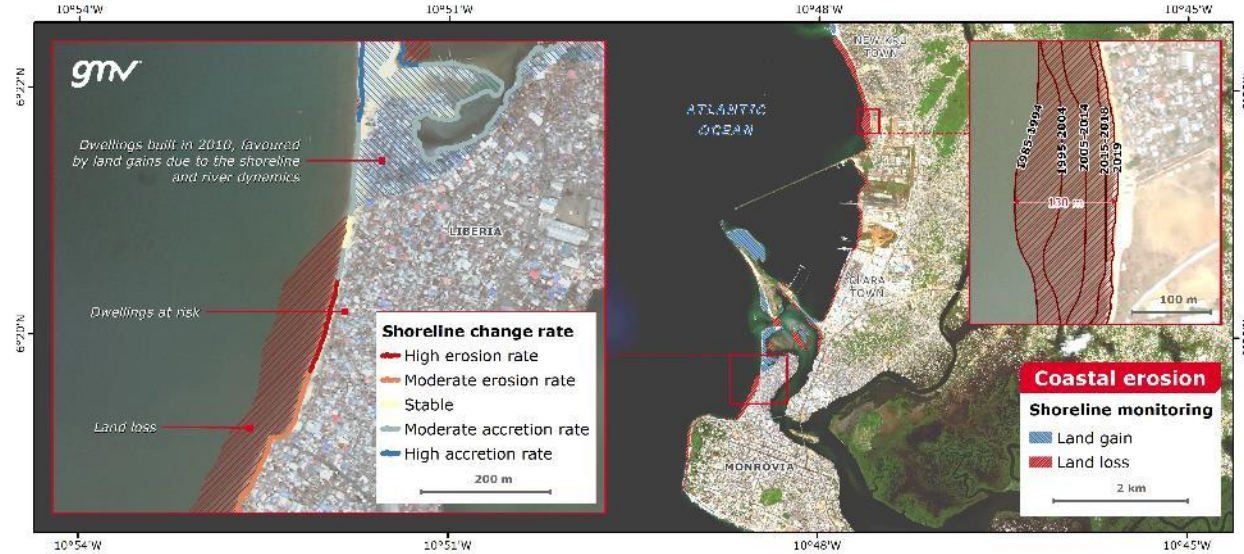 10°54'W
10°51'W
10°48'W
10°45'W
6°22'N
6°20'N
gmv
Dwellings built in 2010, favoured
by land gains due to the shoreline
and river dynamics
LIBERIA
Dwellings at risk
Land loss
Shoreline change rate
High erosion rate
Moderate erosion rate
Stable
Moderate accretion rate
High accretion rate
200 m
ATLANTIC
OCEAN
NEW KRU
TOWN
CLARA
TOWN
MONROVIA
1985-1994
1995-2004
2005-2014
2015-2018
2019
130 m
100 m
Coastal erosion
Shoreline monitoring
Land gain
Land loss
2 km
10°54'W
10°51'W
10°48'W
10°45'W